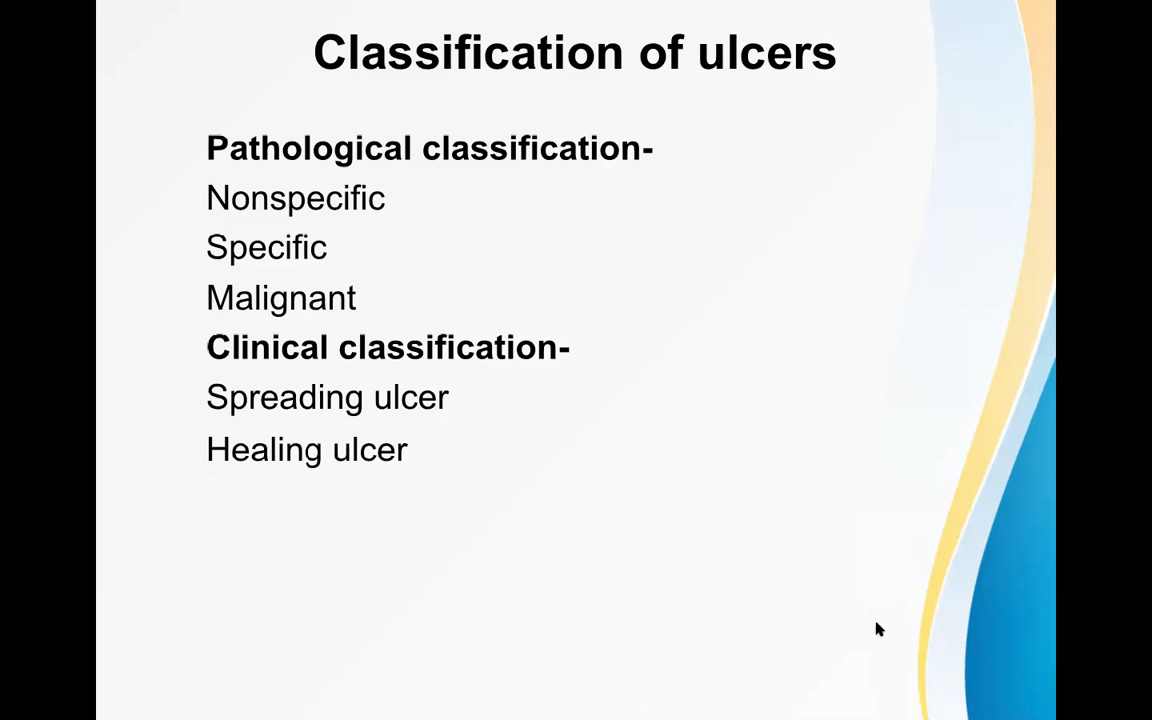 Classification of ulcers
Pathological classification-
Nonspecific
Specific
Malignant
Clinical classification-
Spreading ulcer
Healing ulcer